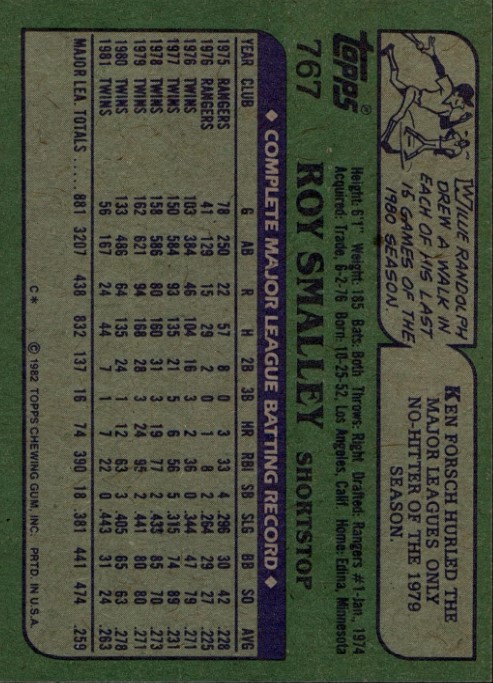 topps®
767
WILLIE RANDOLPH
DREW A WALK IN
EACH OF HIS LAST
16 GAMES OF THE
1980 SEASON.
KEN FORSCH HURLED THE
MAJOR LEAGUES ONLY
NO-HITTER OF THE 1979
SEASON.
Height: 6'1" Weight: 185 Bats: Both Throws: Right Drafted: Rangers #1-Jan., 1974
Acquired: Trade, 6-2-76 Born: 10-25-52, Los Angeles, Calif. Home: Edina, Minnesota
ROY SMALLEY SHORTSTOP
◆ COMPLETE MAJOR LEAGUE BATTING RECORD ◆
YEAR CLUB G AB R H 2B 3B HR RBI SB SLG BB SO AVG
1975 RANGERS 78 250 22 57 8 0 3 33 4 .296 30 42 .228
1976 RANGERS 41 129 15 29 2 0 1 8 2 .264 29 27 .225
1976 TWINS 103 384 46 104 16 3 2 36 0 .344 47 79 .271
1977 TWINS 150 584 93 135 21 5 6 56 5 .315 74 89 .231
1978 TWINS 158 586 80 160 31 3 19 77 2 .433 85 70 .273
1979 TWINS 162 621 94 168 28 3 24 95 2 .441 80 80 .271
1980 TWINS 133 486 64 135 24 1 12 63 3 .405 65 63 .278
1981 TWINS 56 167 24 44 7 1 7 22 0 .443 31 24 .263
MAJOR LEA. TOTALS ..... 881 3207 438 832 137 16 74 390 18 .381 441 474 .259
C* © 1982 TOPPS CHEWING GUM, INC. PRTD. IN U.S.A.